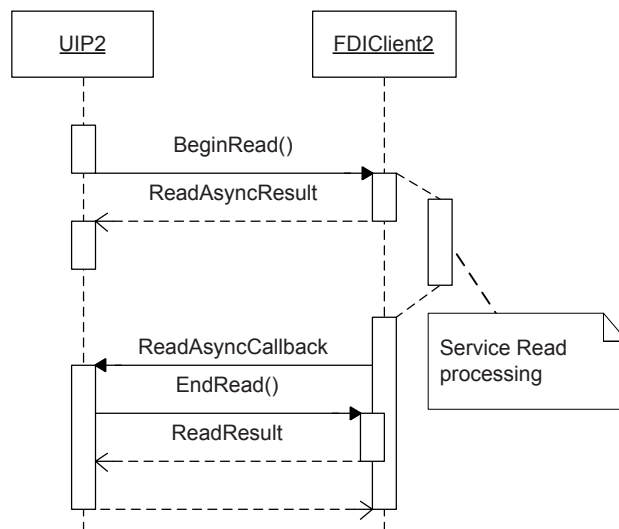 UIP2
FDIClient2
BeginRead()
ReadAsyncResult
ReadAsyncCallback
Service Read
processing
EndRead()
ReadResult